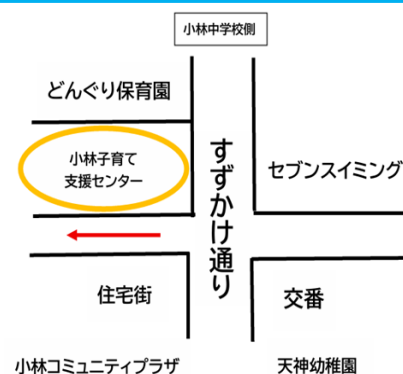 小林中学校側
どんぐり保育園
小林子育て
支援センター
すずかけ通り
セブンスイミング
住宅街
交番
小林コミュニティプラザ
天神幼稚園